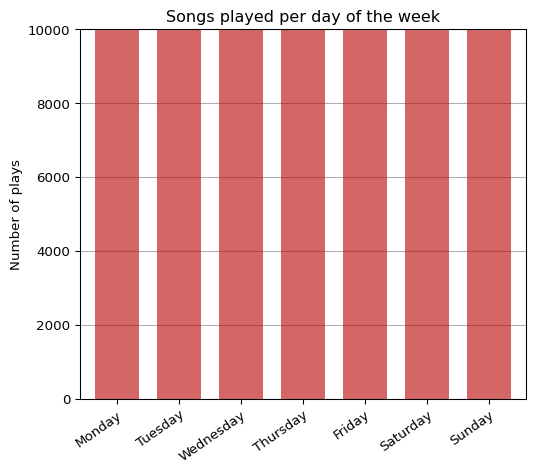 Songs played per day of the week
Number of plays
10000
8000
6000
4000
2000
0
Monday
Tuesday
Wednesday
Thursday
Friday
Saturday
Sunday